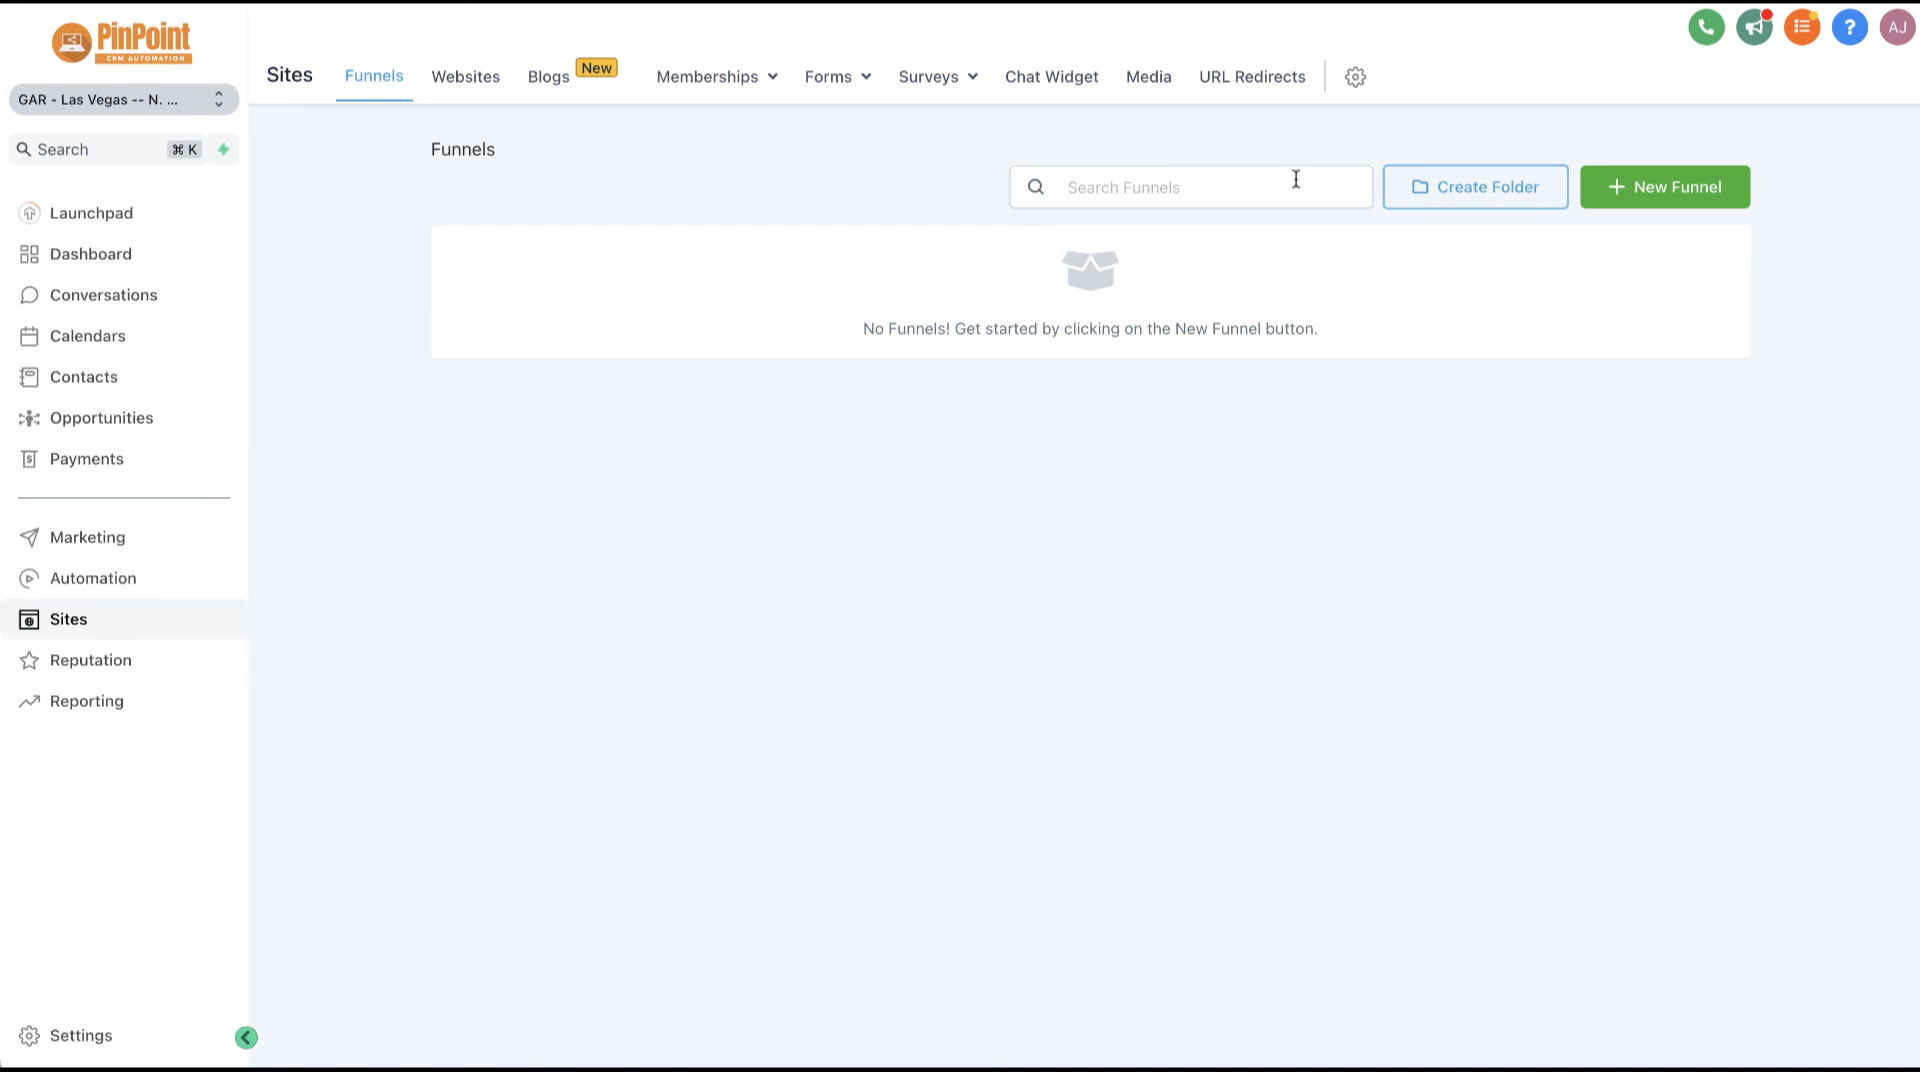 PinPoint
CRM AUTOMATION
GAR - Las Vegas -- N. ...
Search ⌘ K
Launchpad
Dashboard
Conversations
Calendars
Contacts
Opportunities
Payments
Marketing
Automation
Sites
Reputation
Reporting
Settings
AJ
Sites Funnels Websites Blogs New Memberships Forms Surveys Chat Widget Media URL Redirects
Funnels
Search Funnels
Create Folder
+ New Funnel
No Funnels! Get started by clicking on the New Funnel button.